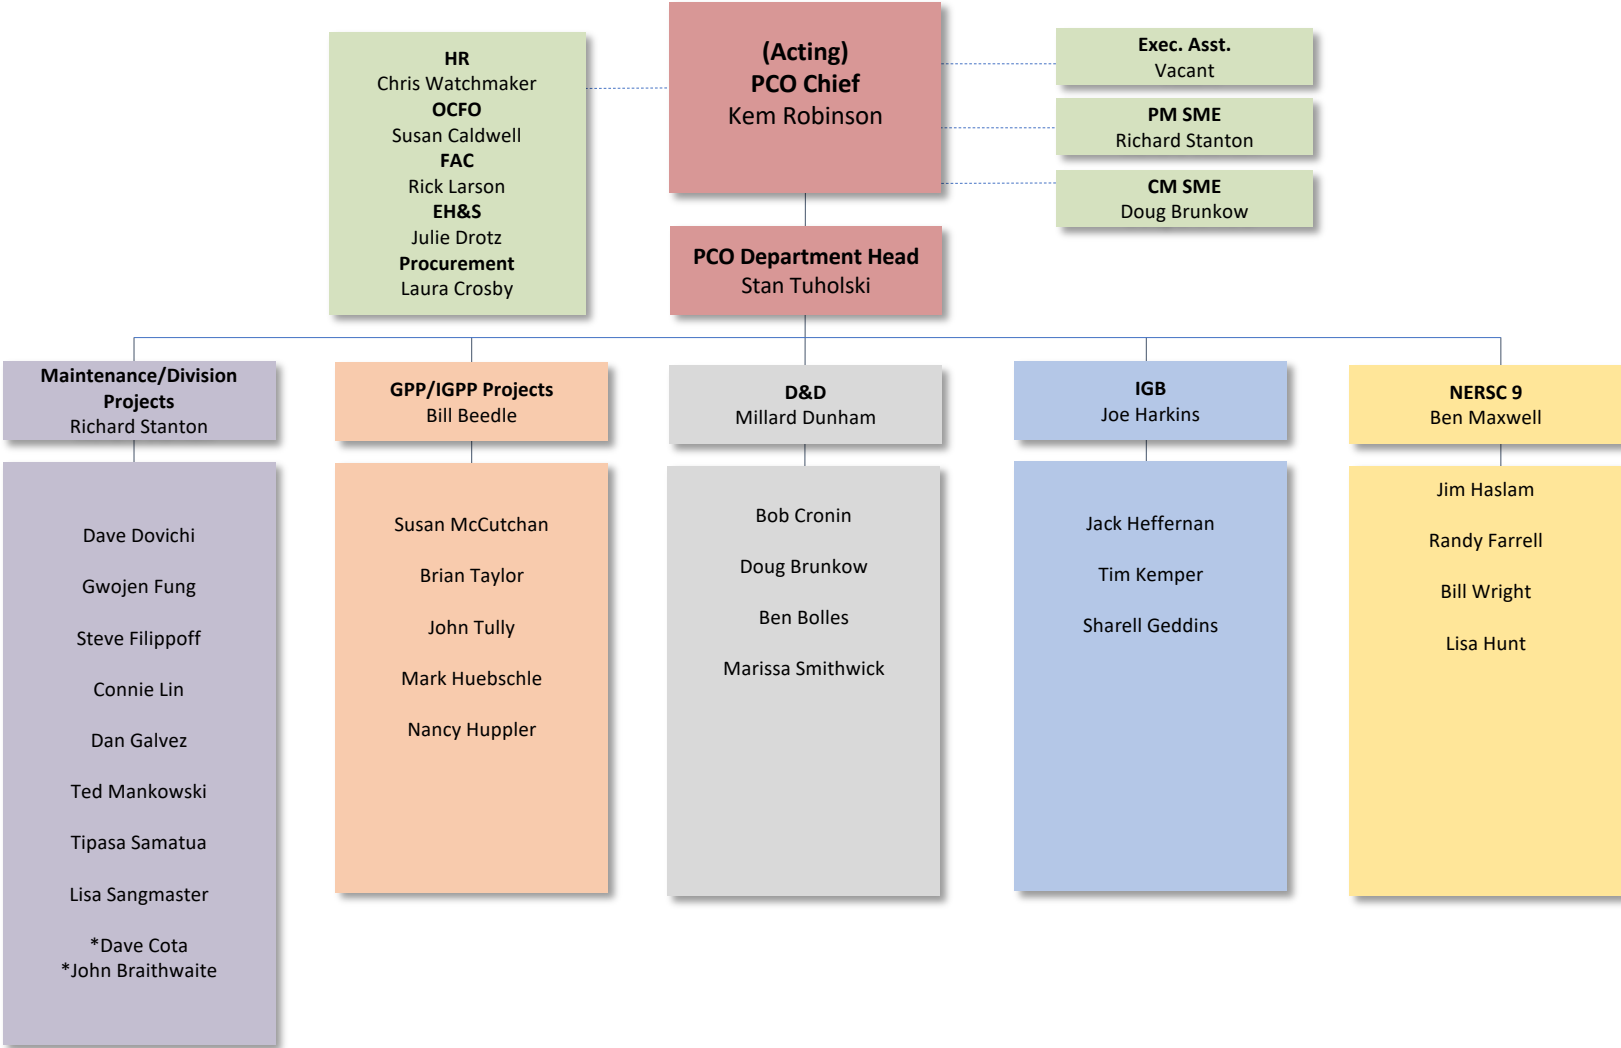 HR
Chris Watchmaker
OCFO
Susan Caldwell
FAC
Rick Larson
EH&S
Julie Drotz
Procurement
Laura Crosby
(Acting)
PCO Chief
Kem Robinson
Exec. Asst.
Vacant
PM SME
Richard Stanton
CM SME
Doug Brunkow
PCO Department Head
Stan Tuholski
Maintenance/Division
Projects
Richard Stanton
Dave Dovichi
Gwojen Fung
Steve Filippoff
Connie Lin
Dan Galvez
Ted Mankowski
Tipasa Samatua
Lisa Sangmaster
*Dave Cota
*John Braithwaite
GPP/IGPP Projects
Bill Beedle
Susan McCutchan
Brian Taylor
John Tully
Mark Huebschle
Nancy Huppler
D&D
Millard Dunham
Bob Cronin
Doug Brunkow
Ben Bolles
Marissa Smithwick
IGB
Joe Harkins
Jack Heffernan
Tim Kemper
Sharell Geddins
NERSC 9
Ben Maxwell
Jim Haslam
Randy Farrell
Bill Wright
Lisa Hunt